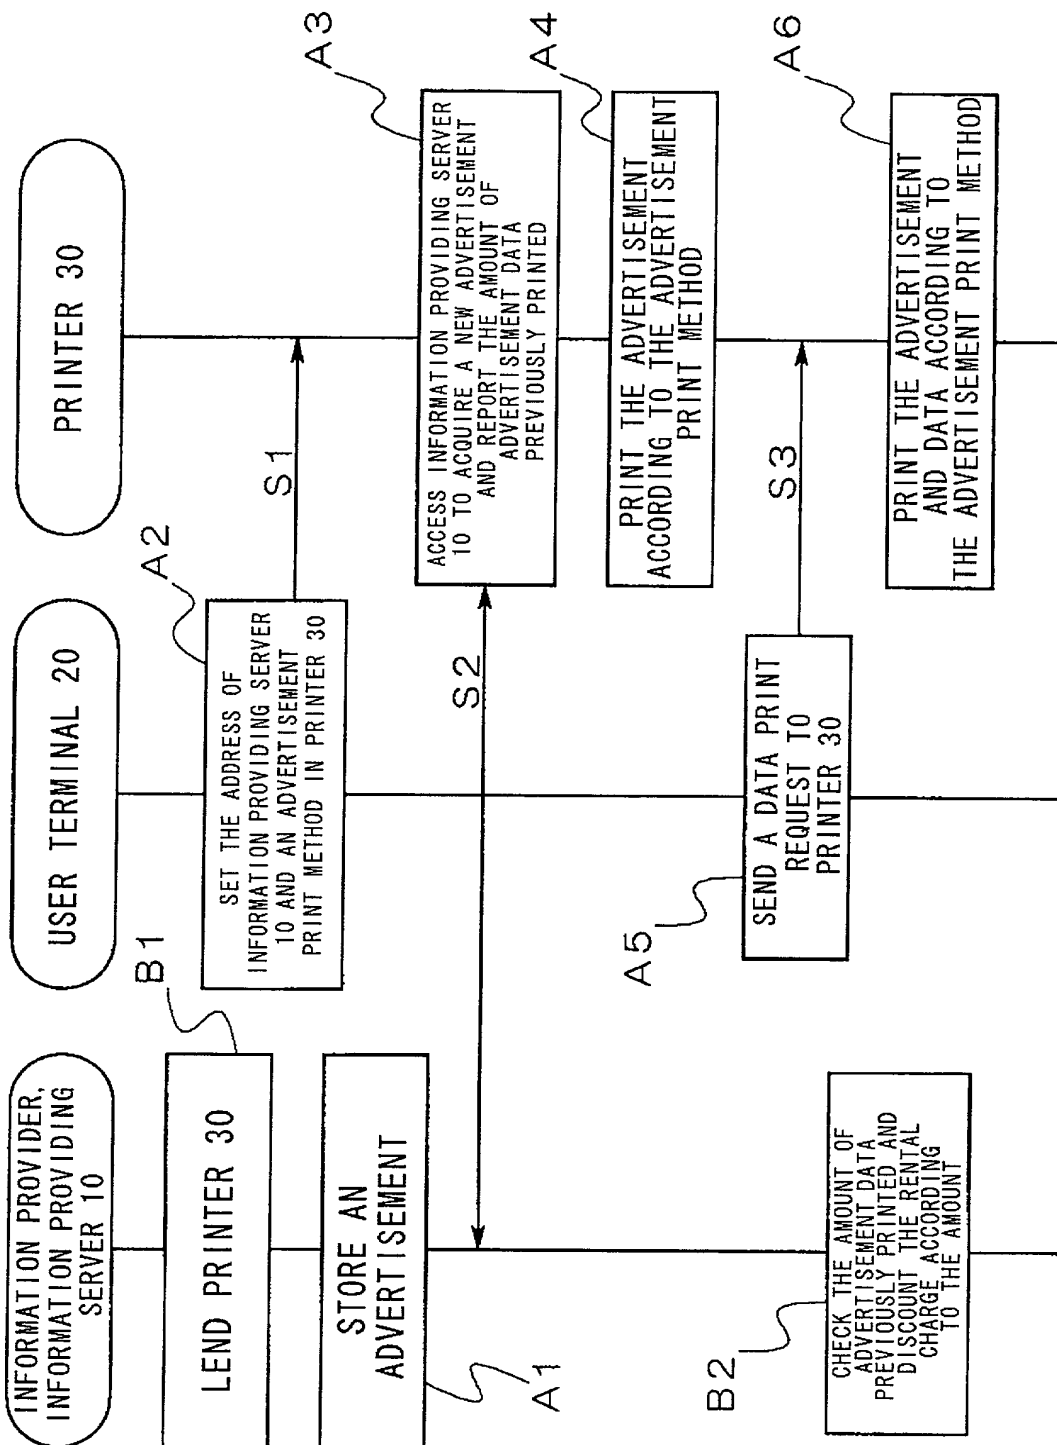 INFORMATION PROVIDER,
INFORMATION PROVIDING
SERVER 10
USER TERMINAL 20
PRINTER 30
B1
LEND PRINTER 30
STORE AN
ADVERTISEMENT
A1
A2
SET THE ADDRESS OF
INFORMATION PROVIDING SERVER
10 AND AN ADVERTISEMENT
PRINT METHOD IN PRINTER 30
S1
A3
ACCESS INFORMATION PROVIDING SERVER
10 TO ACQUIRE A NEW ADVERTISEMENT
AND REPORT THE AMOUNT OF
ADVERTISEMENT DATA
PREVIOUSLY PRINTED
S2
A4
PRINT THE ADVERTISEMENT
ACCORDING TO THE ADVERTISEMENT
PRINT METHOD
A5
SEND A DATA PRINT
REQUEST TO
PRINTER 30
S3
B2
CHECK THE AMOUNT OF
ADVERTISEMENT DATA
PREVIOUSLY PRINTED AND
DISCOUNT THE RENTAL
CHARGE ACCORDING
TO THE AMOUNT
A6
PRINT THE ADVERTISEMENT
AND DATA ACCORDING TO
THE ADVERTISEMENT PRINT METHOD